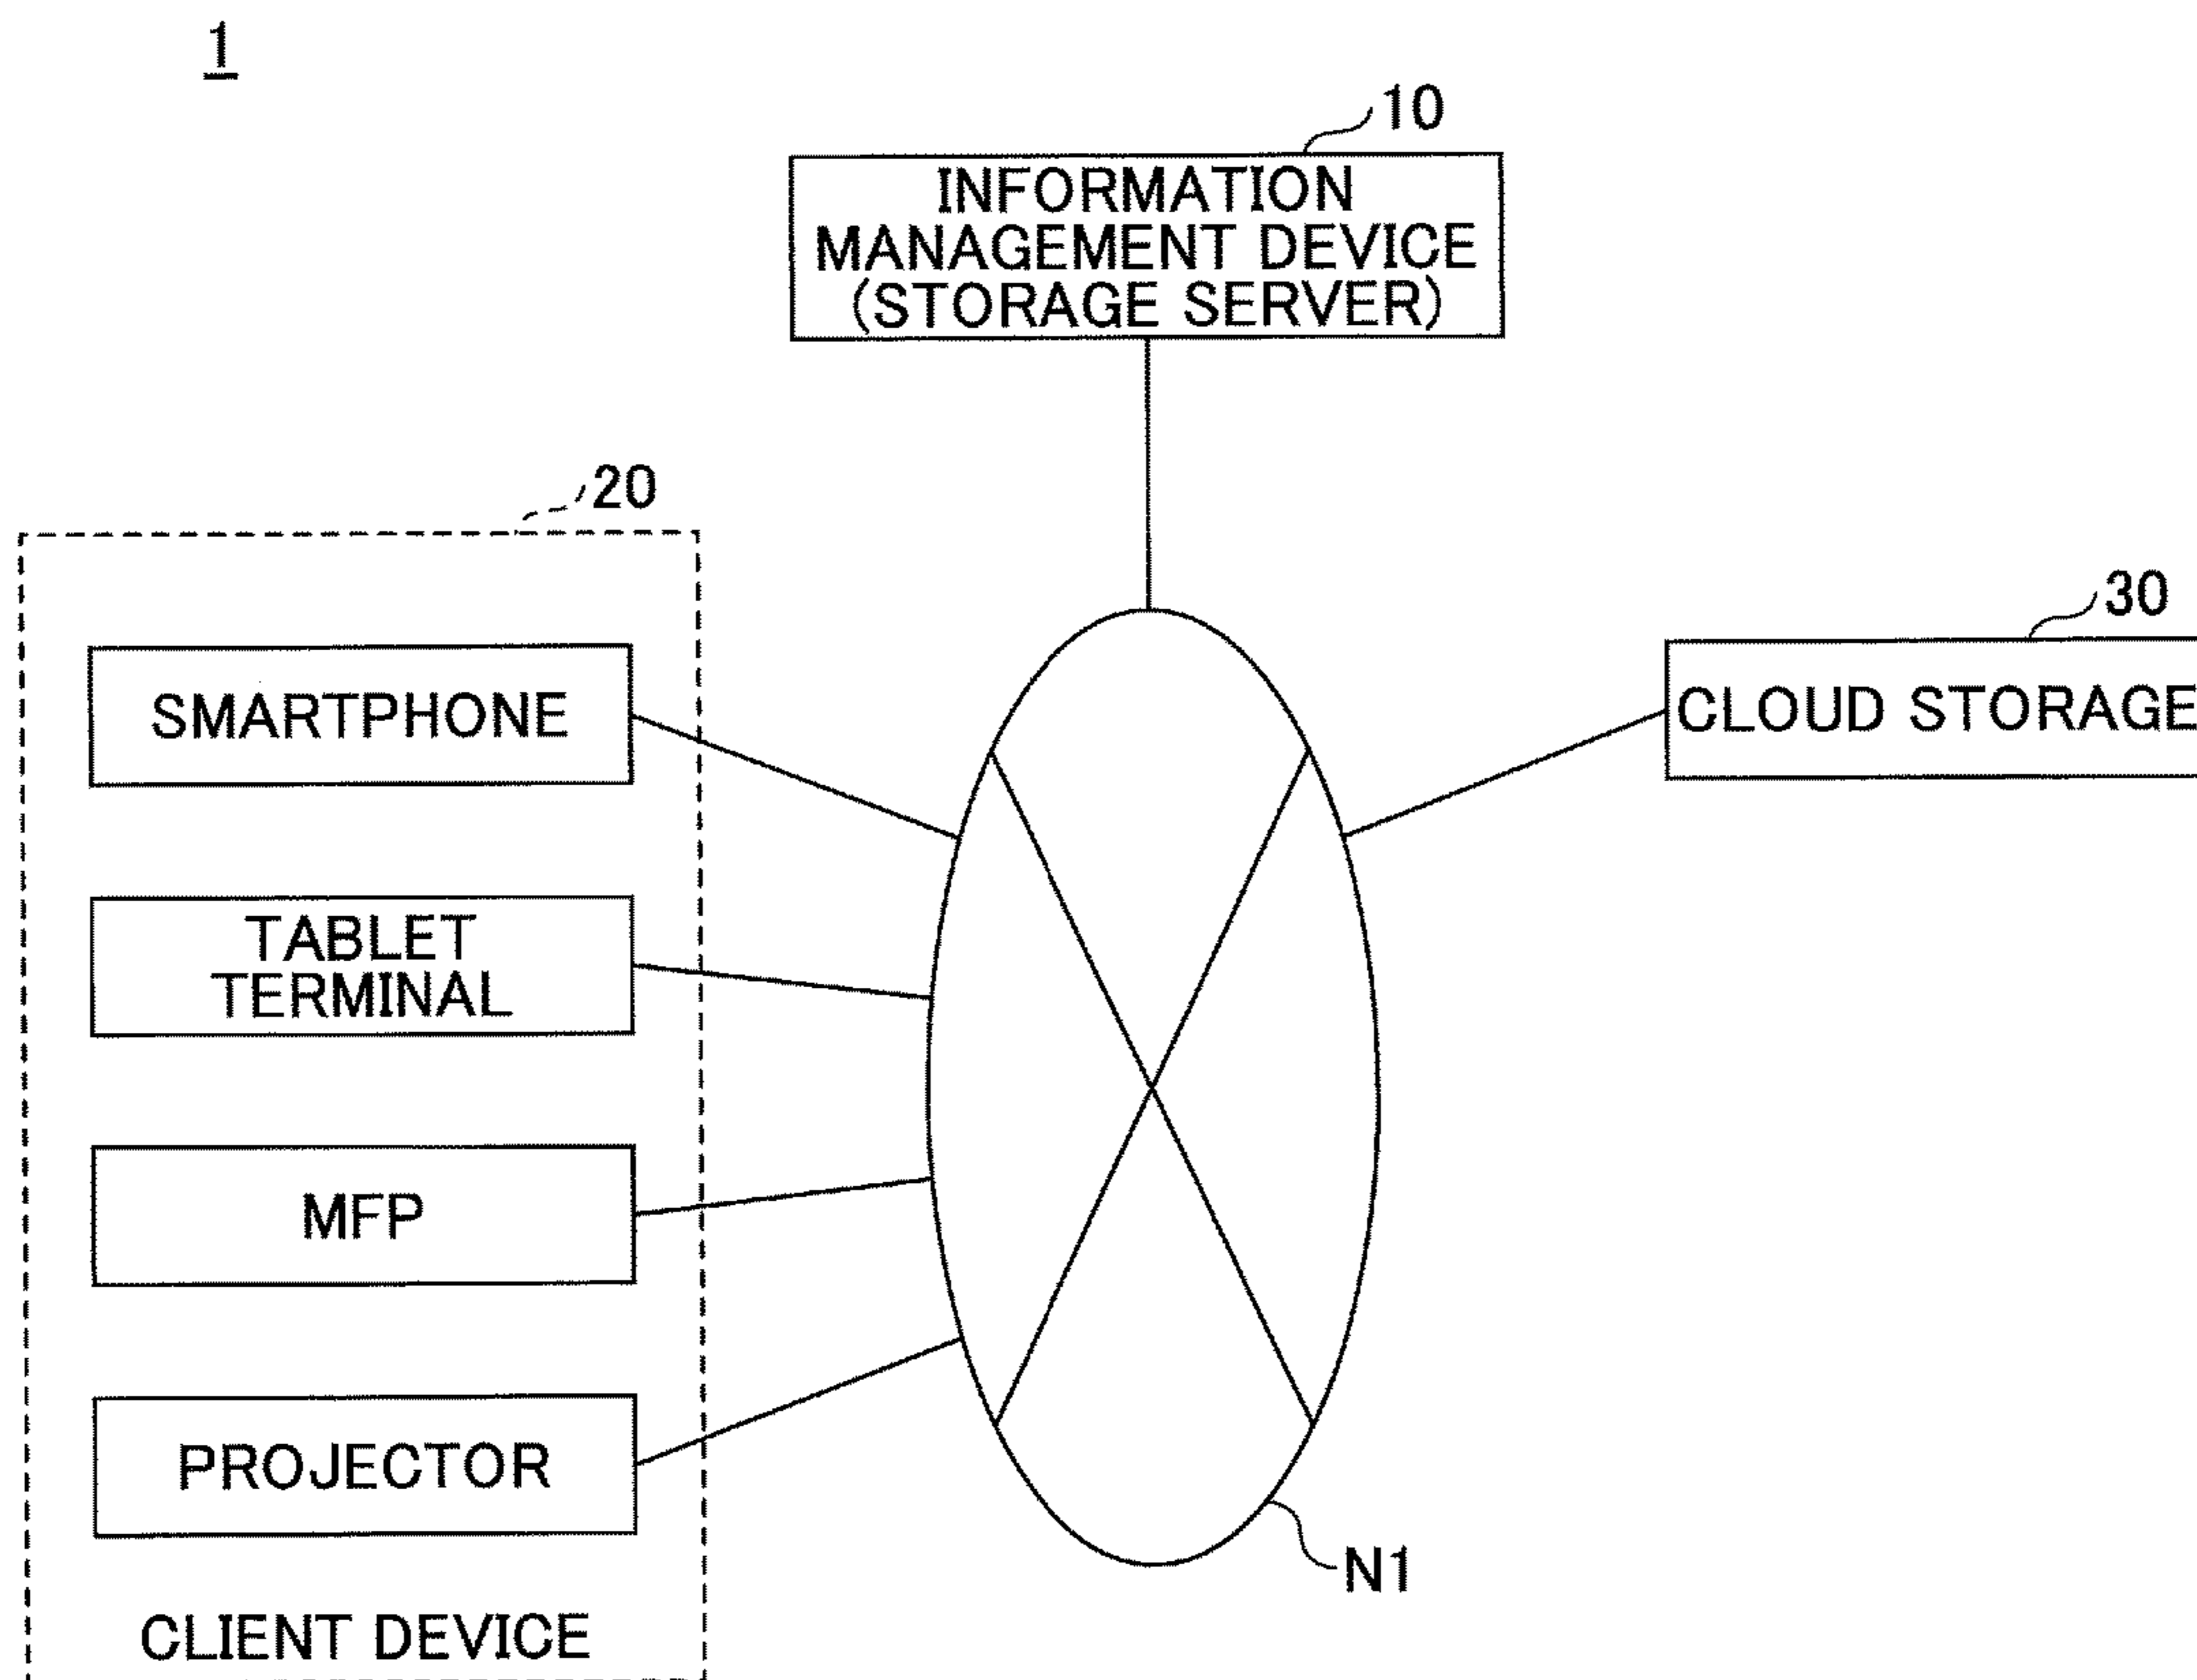 1
10
INFORMATION
MANAGEMENT DEVICE
(STORAGE SERVER)
20
SMARTPHONE
TABLET
TERMINAL
MFP
PROJECTOR
CLIENT DEVICE
30
CLOUD STORAGE
N1